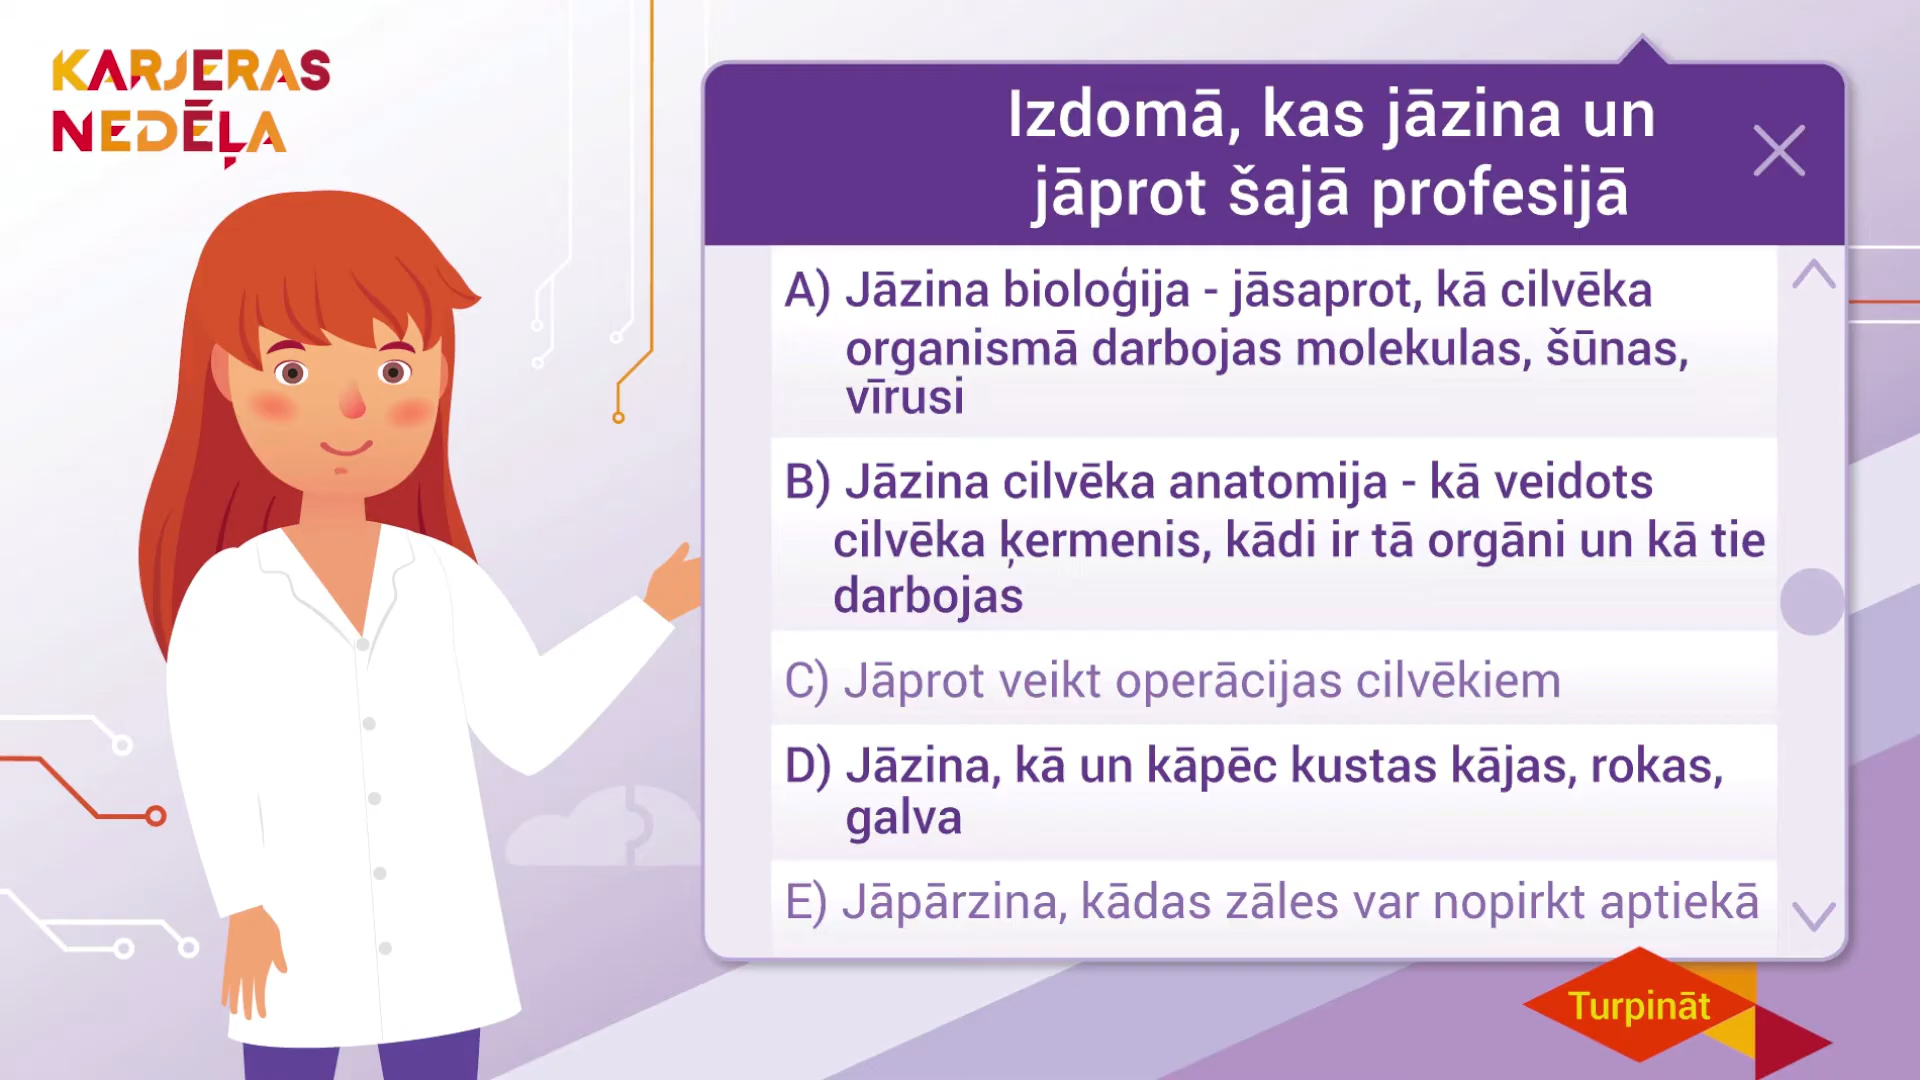 KARJERAS
NEDĒĻA
Izdomā, kas jāzina un
jāprot šajā profesijā
A) Jāzina bioloģija - jāsaprot, kā cilvēka
organismā darbojas molekulas, šūnas,
vīrusi
B) Jāzina cilvēka anatomija - kā veidots
cilvēka ķermenis, kādi ir tā orgāni un kā tie
darbojas
C) Jāprot veikt operācijas cilvēkiem
D) Jāzina, kā un kāpēc kustas kājas, rokas,
galva
E) Jāpārzina, kādas zāles var nopirkt aptiekā
Turpināt